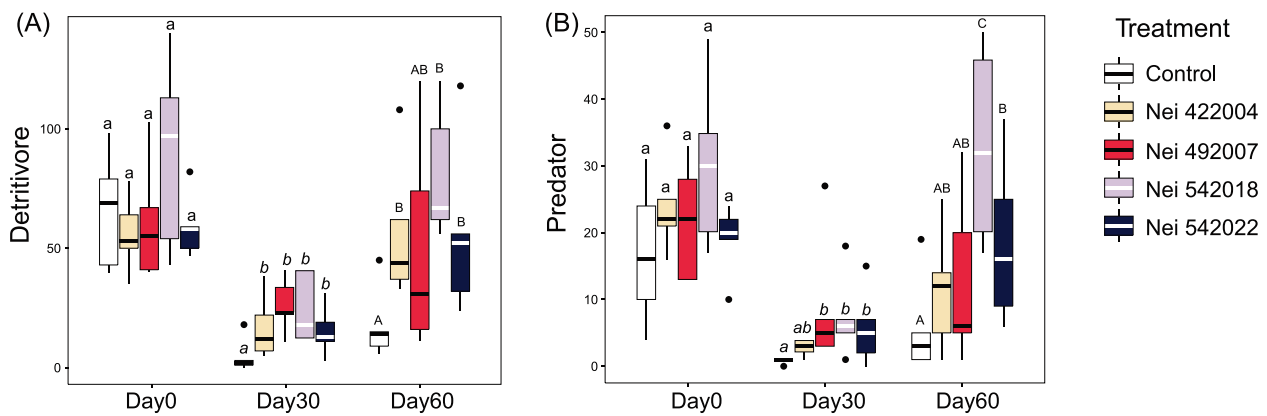 (A)
Detritivore
100
50
0
a a a a a
a b b b b
A B AB B B
Day0 Day30 Day60
(B)
Predator
50
40
30
20
10
0
a a a a a
a ab b b b
A AB AB C B
Day0 Day30 Day60
Treatment
Control
Nei 422004
Nei 492007
Nei 542018
Nei 542022